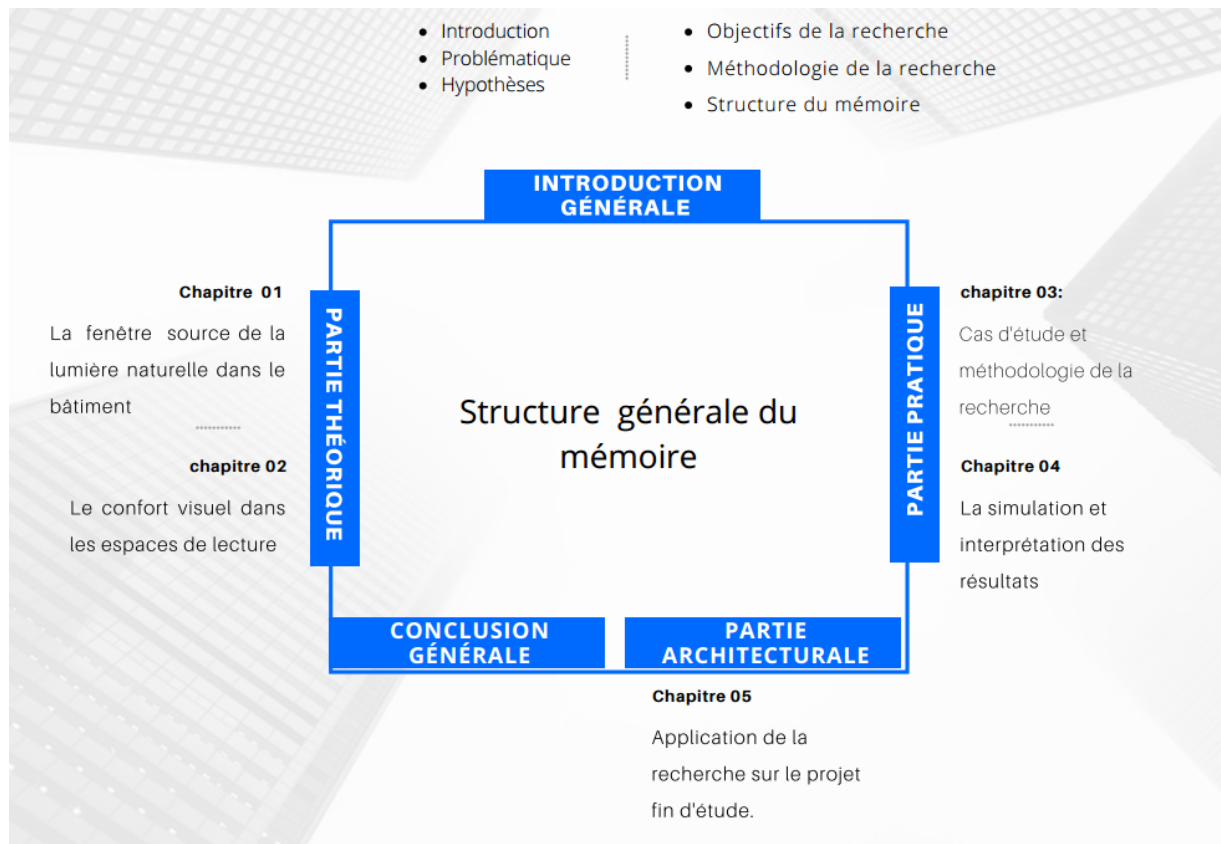 Introduction
Problématique
Hypothèses
Objectifs de la recherche
Méthodologie de la recherche
Structure du mémoire
INTRODUCTION
GÉNÉRALE
Chapitre 01
La fenêtre source de la
lumière naturelle dans le
bâtiment
chapitre 02
Le confort visuel dans
les espaces de lecture
PARTIE THÉORIQUE
Structure générale du
mémoire
PARTIE PRATIQUE
chapitre 03:
Cas d'étude et
méthodologie de la
recherche
Chapitre 04
La simulation et
interprétation des
résultats
CONCLUSION
GÉNÉRALE
PARTIE
ARCHITECTURALE
Chapitre 05
Application de la
recherche sur le projet
fin d'étude.